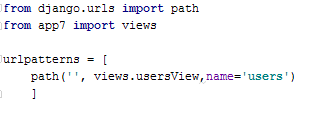 from django.urls import path
from app7 import views
urlpatterns = [
path('', views.usersView,name='users')
]